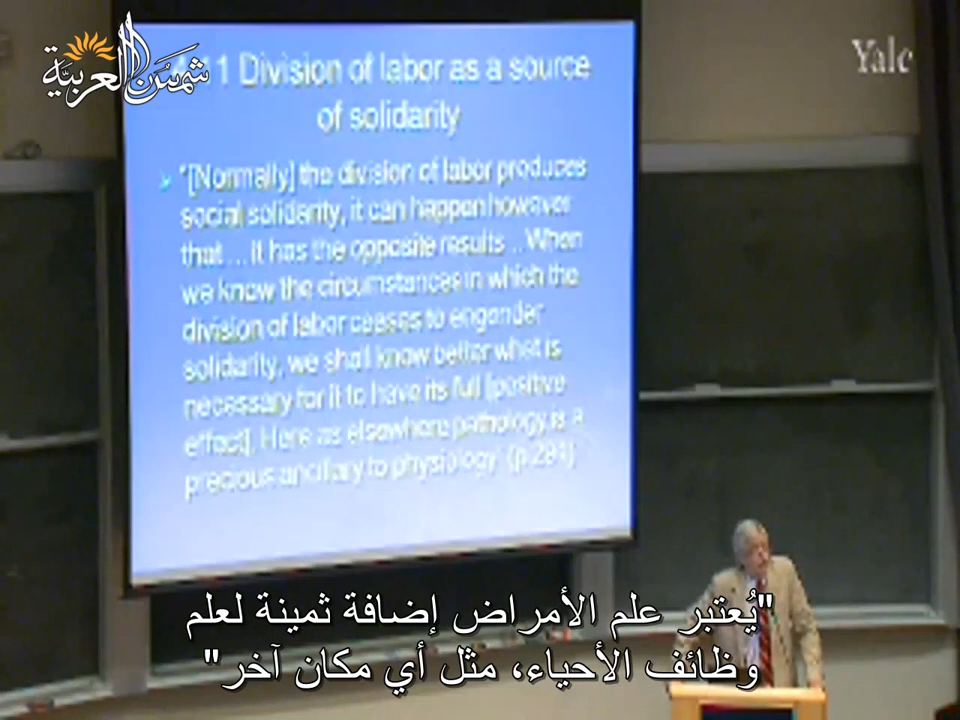 شمس العربية
Yale
1 Division of labor as a source
of solidarity
"[Normally] the division of labor produces
social solidarity, it can happen however
that ... it has the opposite results ...When
we know the circumstances in which the
division of labor ceases to engender
solidarity, we shall know better what is
necessary for it to have its full [positive
effect]. Here as elsewhere pathology is a
precious ancillary to physiology" (p.291)
"يُعتبر علم الأمراض إضافة ثمينة لعلم
وظائف الأحياء، مثل أي مكان آخر"